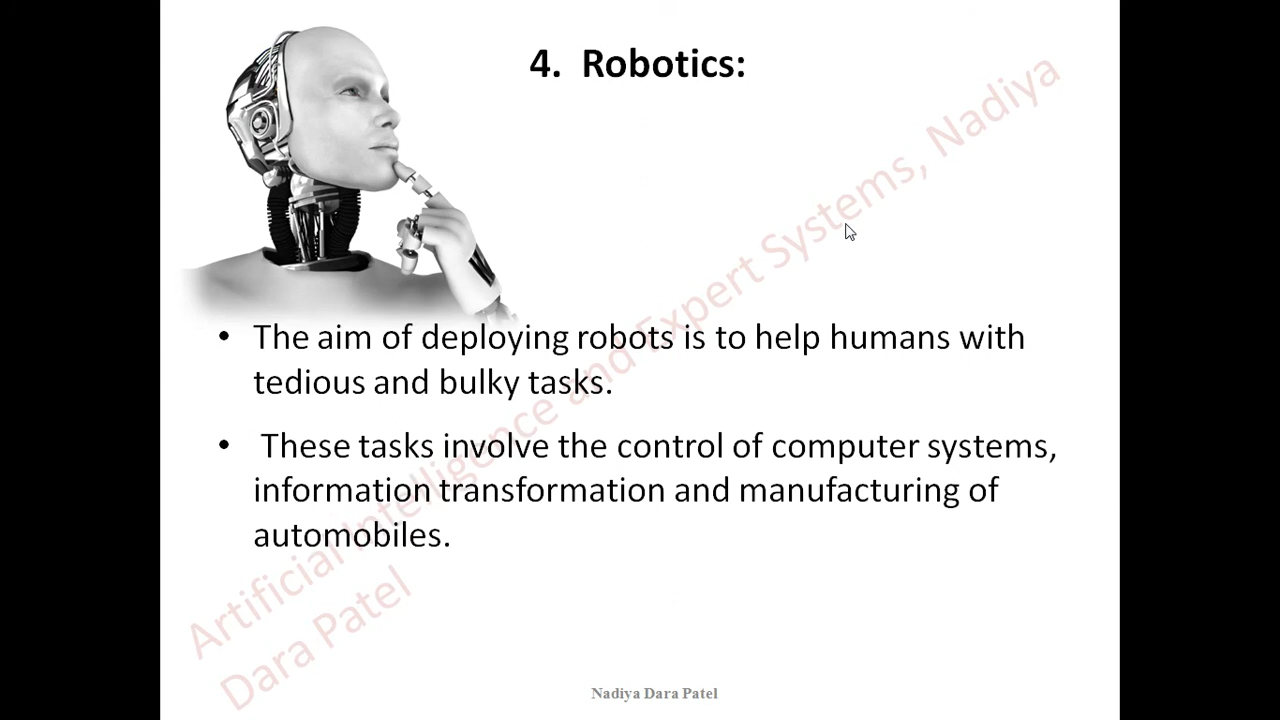 4. Robotics:
• The aim of deploying robots is to help humans with
tedious and bulky tasks.
• These tasks involve the control of computer systems,
information transformation and manufacturing of
automobiles.
Artificial Intelligence and Expert Systems, Nadiya
Dara Patel
Nadiya Dara Patel